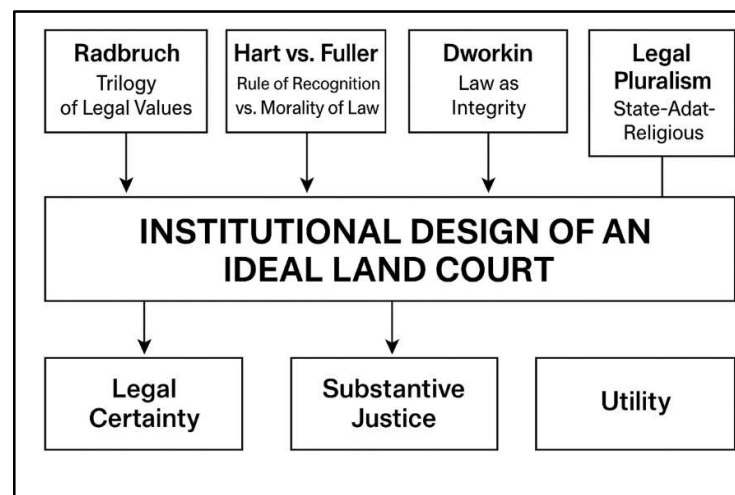 Radbruch
Trilogy
of Legal Values
Hart vs. Fuller
Rule of Recognition
vs. Morality of Law
Dworkin
Law as
Integrity
Legal
Pluralism
State-Adat-
Religious
INSTITUTIONAL DESIGN OF AN
IDEAL LAND COURT
Legal
Certainty
Substantive
Justice
Utility